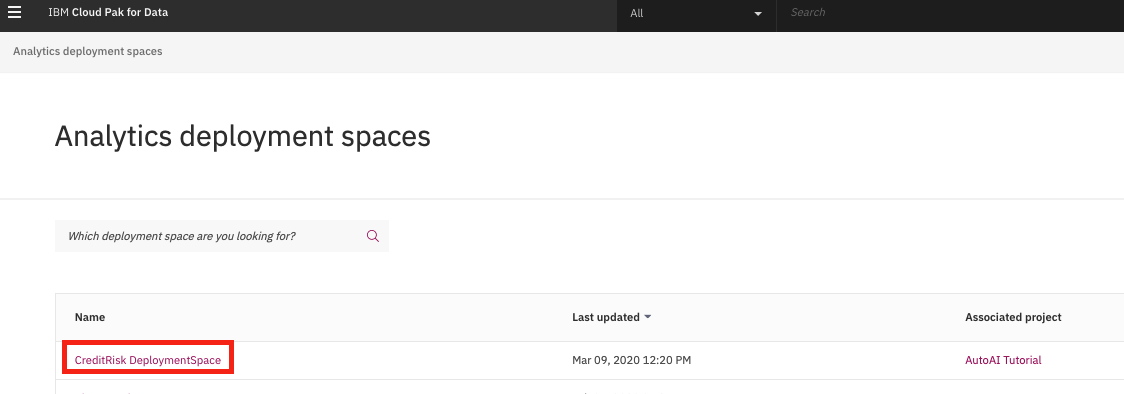 IBM Cloud Pak for Data All Search
Analytics deployment spaces
Analytics deployment spaces
Which deployment space are you looking for?
Name Last updated Associated project
CreditRisk DeploymentSpace Mar 09, 2020 12:20 PM AutoAI Tutorial